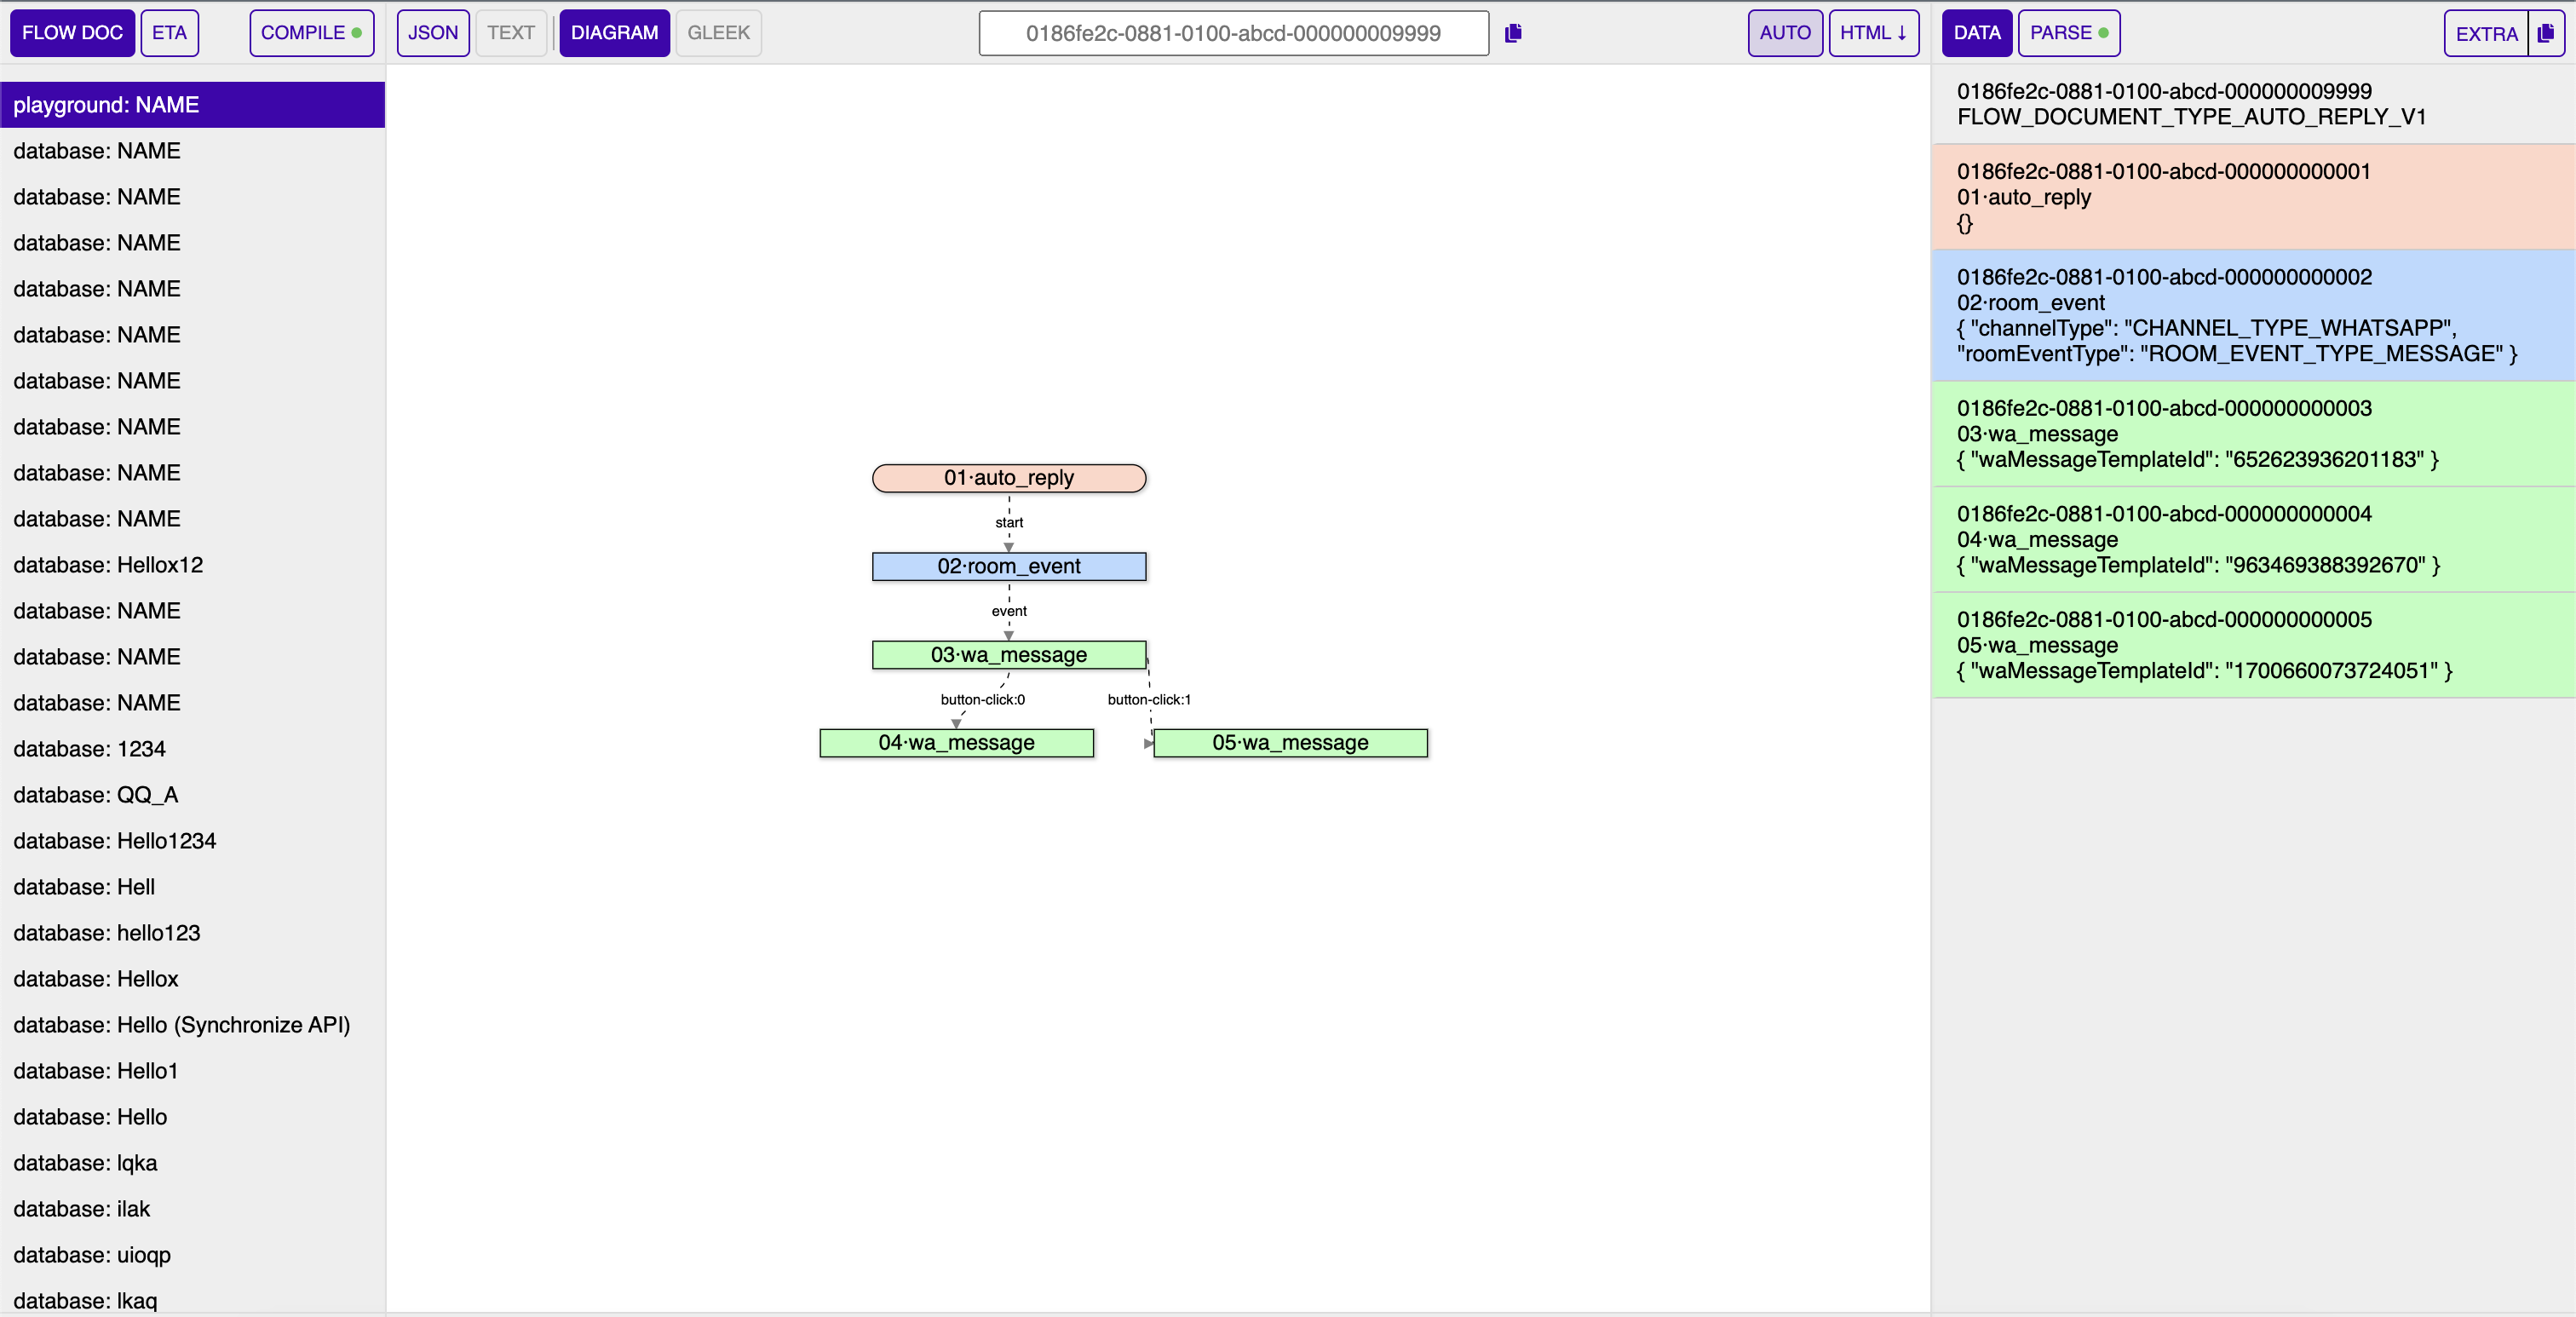 FLOW DOC ETA COMPILE JSON TEXT DIAGRAM GLEEK 0186fe2c-0881-0100-abcd-000000009999 AUTO HTML ↓ DATA PARSE EXTRA
playground: NAME
database: NAME
database: NAME
database: NAME
database: NAME
database: NAME
database: NAME
database: NAME
database: NAME
database: NAME
database: Hellox12
database: NAME
database: NAME
database: NAME
database: 1234
database: QQ_A
database: Hello1234
database: Hell
database: hello123
database: Hellox
database: Hello (Synchronize API)
database: Hello1
database: Hello
database: lqka
database: ilak
database: uioqp
database: lkaq
01·auto_reply
start
02·room_event
event
03·wa_message
button-click:0 button-click:1
04·wa_message 05·wa_message
0186fe2c-0881-0100-abcd-000000009999
FLOW_DOCUMENT_TYPE_AUTO_REPLY_V1
0186fe2c-0881-0100-abcd-000000000001
01·auto_reply
{}
0186fe2c-0881-0100-abcd-000000000002
02·room_event
{ "channelType": "CHANNEL_TYPE_WHATSAPP",
"roomEventType": "ROOM_EVENT_TYPE_MESSAGE" }
0186fe2c-0881-0100-abcd-000000000003
03·wa_message
{ "waMessageTemplateId": "652623936201183" }
0186fe2c-0881-0100-abcd-000000000004
04·wa_message
{ "waMessageTemplateId": "963469388392670" }
0186fe2c-0881-0100-abcd-000000000005
05·wa_message
{ "waMessageTemplateId": "1700660073724051" }